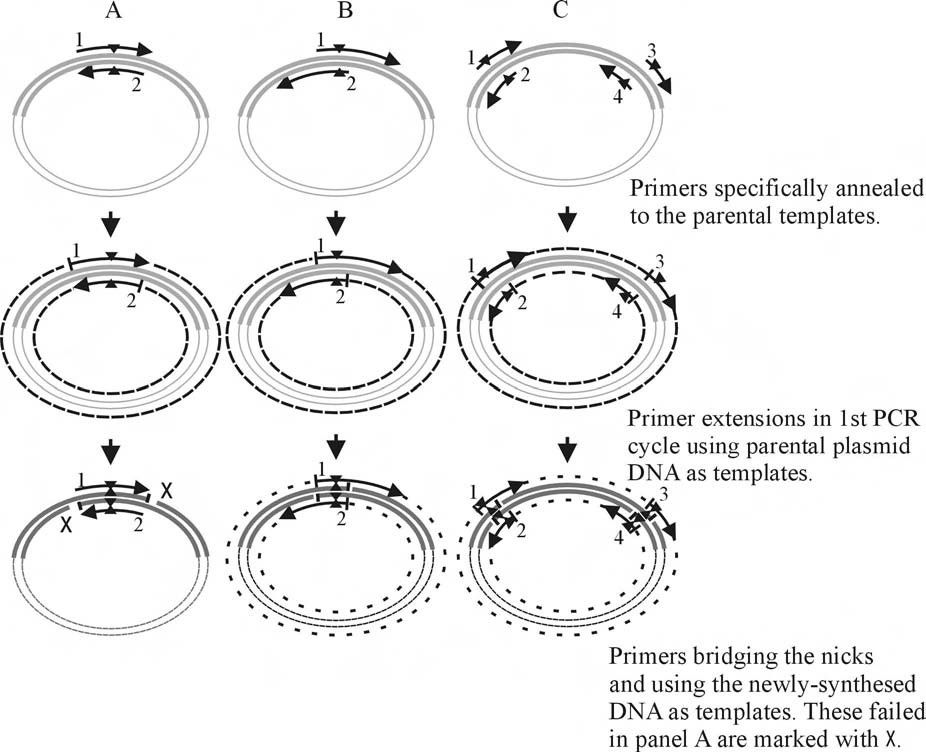 A B C
1 2
1 2
1 2 3 4
Primers specifically annealed
to the parental templates.
1 2
1 2
1 2 3 4
Primer extensions in 1st PCR
cycle using parental plasmid
DNA as templates.
1 X X 2
1 2
1 2 3 4
Primers bridging the nicks
and using the newly-synthesed
DNA as templates. These failed
in panel A are marked with X.